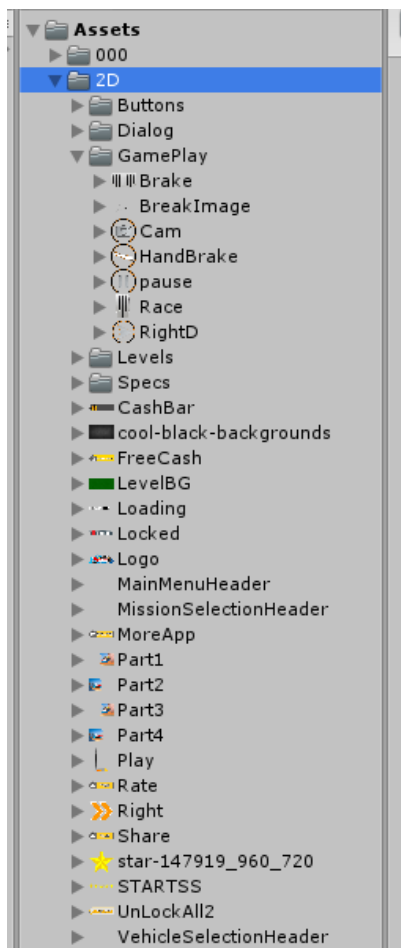 Assets
000
2D
Buttons
Dialog
GamePlay
Brake
BreakImage
Cam
HandBrake
pause
Race
RightD
Levels
Specs
CashBar
cool-black-backgrounds
FreeCash
LevelBG
Loading
Locked
Logo
MainMenuHeader
MissionSelectionHeader
MoreApp
Part1
Part2
Part3
Part4
Play
Rate
Right
Share
star-147919_960_720
STARTSS
UnLockAll2
VehicleSelectionHeader